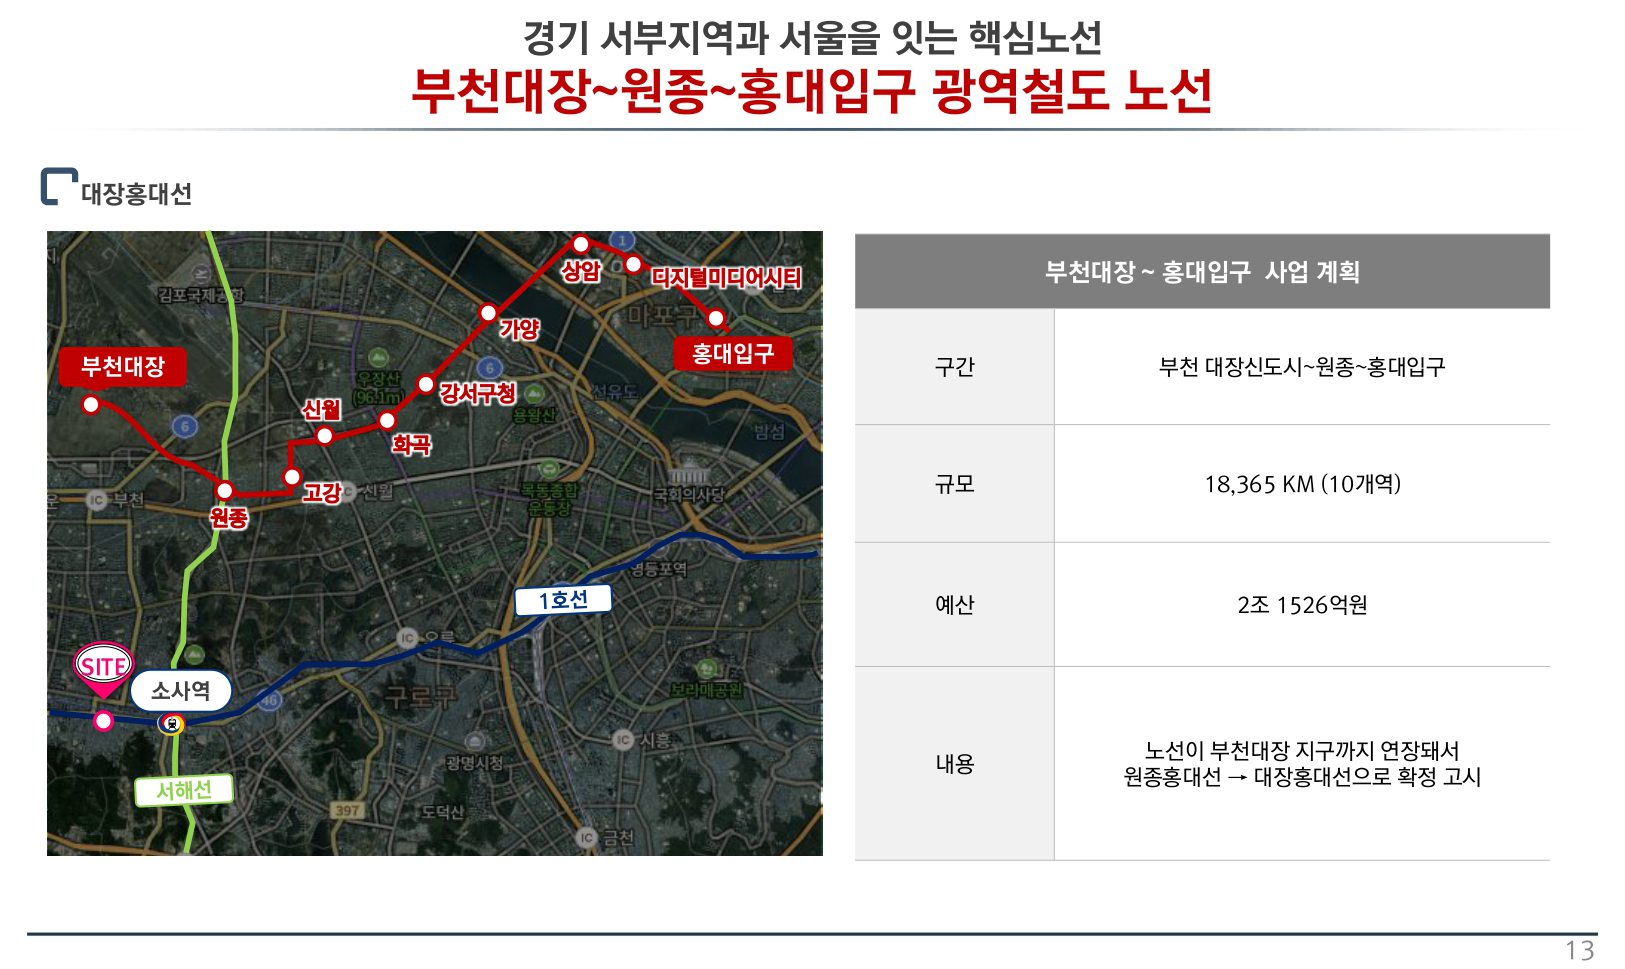 경기 서부지역과 서울을 잇는 핵심노선
부천대장~원종~홍대입구 광역철도 노선
대장홍대선
1
상암
디지털미디어시티
김포국제공항
마포구
가양
홍대입구
부천대장
6
우장산
(96.1m)
강서구청
선유도
용왕산
신월
6
화곡
밤섬
IC 부천
고강
신월
목동종합
운동장
국회의사당
원종
영등포역
1호선
IC 오류
SITE
소사역
46
구로구
보라매공원
IC 시흥
광명시청
서해선
397
도덕산
IC 금천
부천대장 ~ 홍대입구 사업 계획
구간
부천 대장신도시~원종~홍대입구
규모
18,365 KM (10개역)
예산
2조 1526억원
내용
노선이 부천대장 지구까지 연장돼서
원종홍대선 → 대장홍대선으로 확정 고시
13